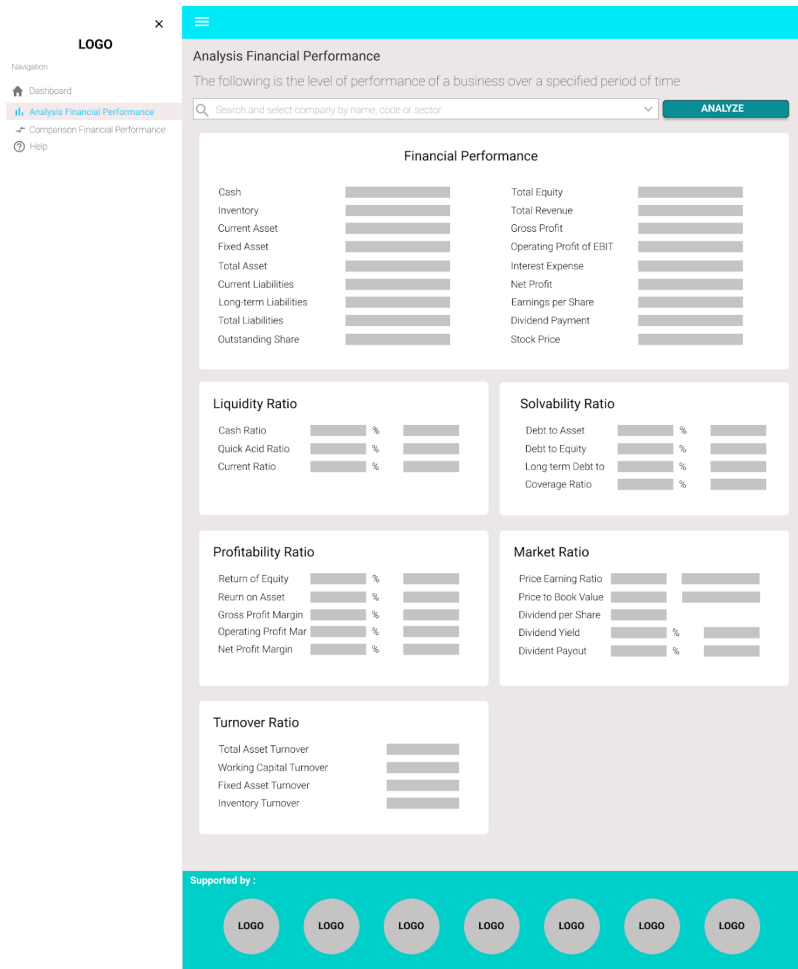 LOGO
Navigation
Dashboard
Analysis Financial Performance
Comparison Financial Performance
Help
Analysis Financial Performance
The following is the level of performance of a business over a specified period of time
Search and select company by name, code or sector
ANALYZE
Financial Performance
Cash
Inventory
Current Asset
Fixed Asset
Total Asset
Current Liabilities
Long-term Liabilities
Total Liabilities
Outstanding Share
Total Equity
Total Revenue
Gross Profit
Operating Profit of EBIT
Interest Expense
Net Profit
Earnings per Share
Dividend Payment
Stock Price
Liquidity Ratio
Cash Ratio %
Quick Acid Ratio %
Current Ratio %
Solvability Ratio
Debt to Asset %
Debt to Equity %
Long term Debt to %
Coverage Ratio %
Profitability Ratio
Return of Equity %
Reurn on Asset %
Gross Profit Margin %
Operating Profit Mar %
Net Profit Margin %
Market Ratio
Price Earning Ratio
Price to Book Value
Dividend per Share
Dividend Yield %
Divident Payout %
Turnover Ratio
Total Asset Turnover
Working Capital Turnover
Fixed Asset Turnover
Inventory Turnover
Supported by :
LOGO LOGO LOGO LOGO LOGO LOGO LOGO